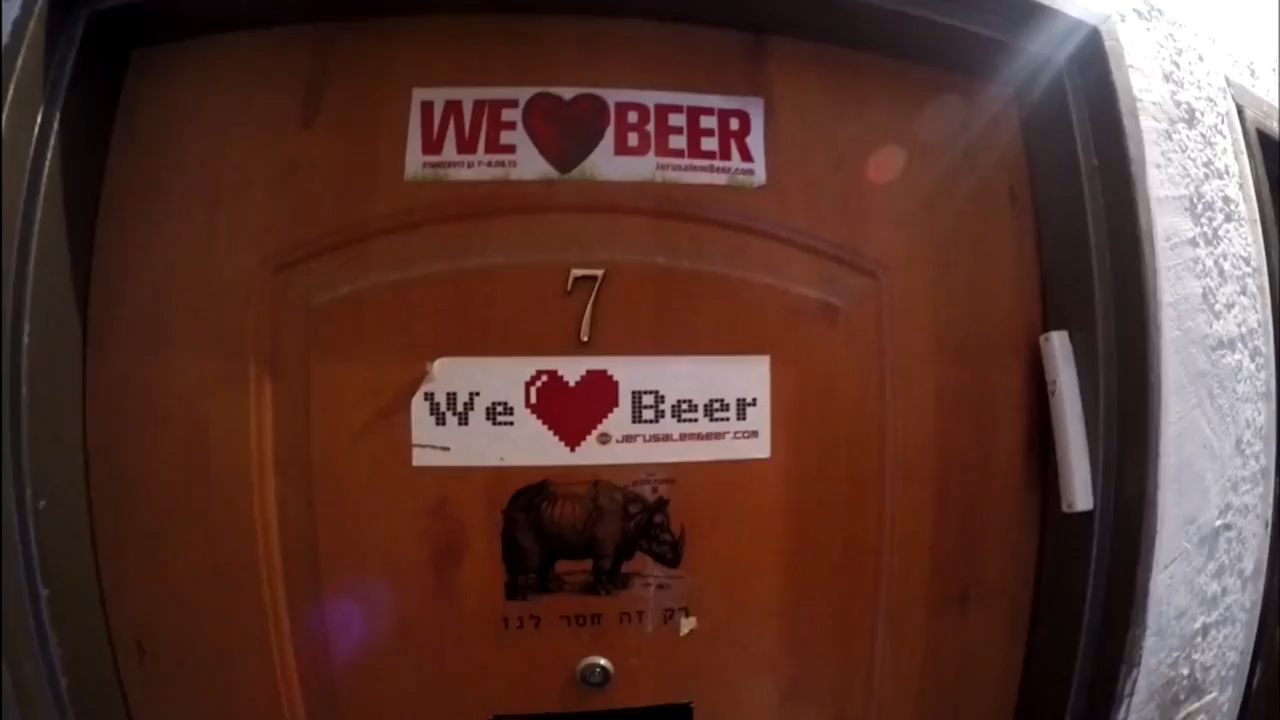 WE BEER
JerusalemBeer.com
7
We Beer
Jerusalembeer.com
רק זה חסר לנו